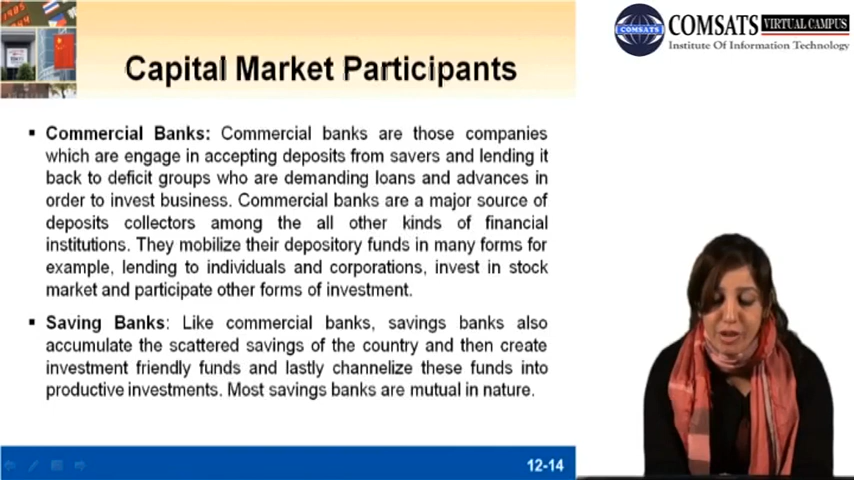 Capital Market Participants
COMSATS VIRTUAL CAMPUS
COMSATS
Institute Of Information Technology
▪ Commercial Banks: Commercial banks are those companies
which are engage in accepting deposits from savers and lending it
back to deficit groups who are demanding loans and advances in
order to invest business. Commercial banks are a major source of
deposits collectors among the all other kinds of financial
institutions. They mobilize their depository funds in many forms for
example, lending to individuals and corporations, invest in stock
market and participate other forms of investment.
▪ Saving Banks: Like commercial banks, savings banks also
accumulate the scattered savings of the country and then create
investment friendly funds and lastly channelize these funds into
productive investments. Most savings banks are mutual in nature.
12-14